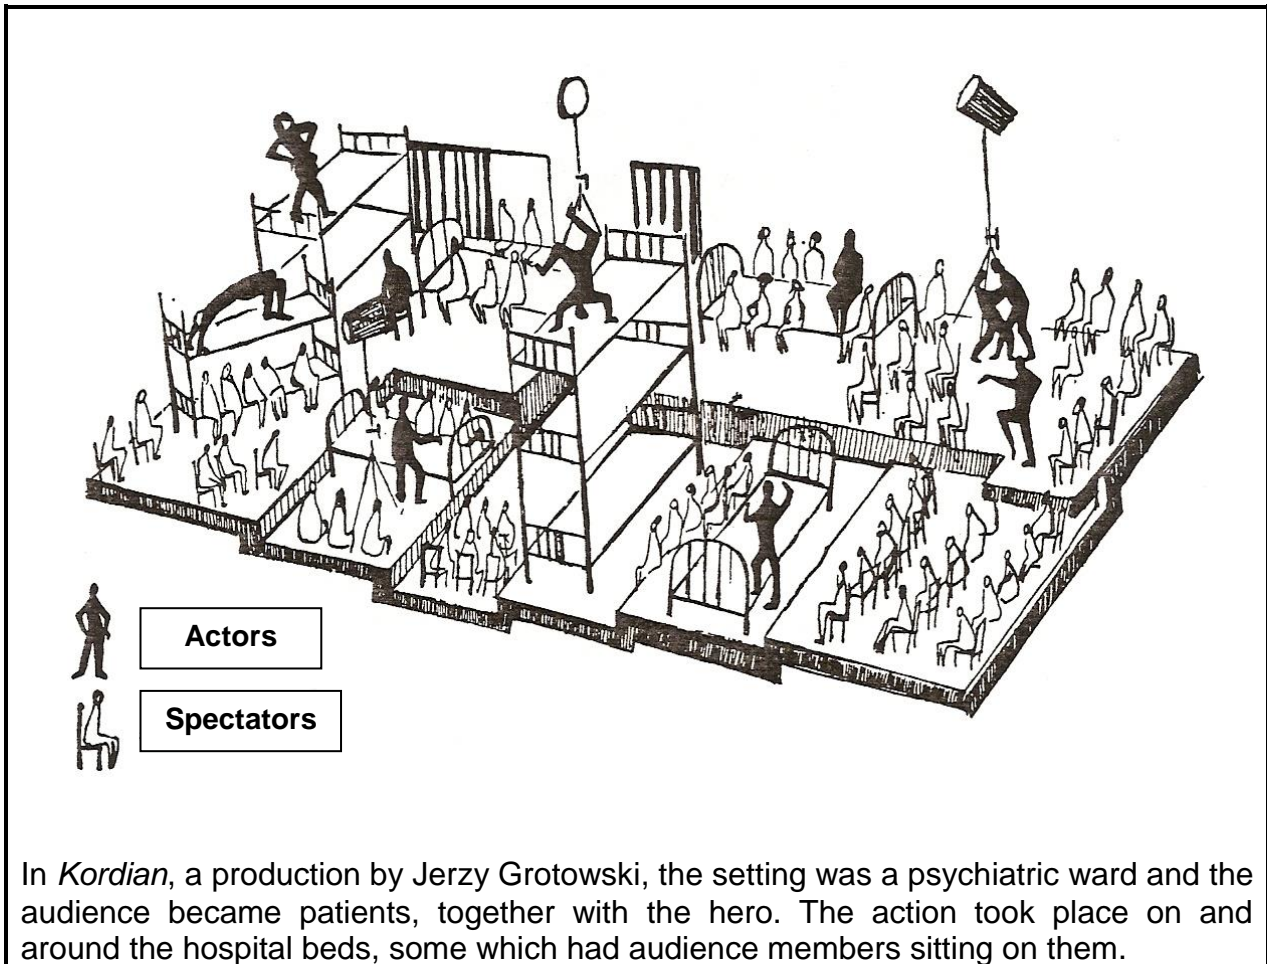 Actors
Spectators
In Kordian, a production by Jerzy Grotowski, the setting was a psychiatric ward and the
audience became patients, together with the hero. The action took place on and
around the hospital beds, some which had audience members sitting on them.